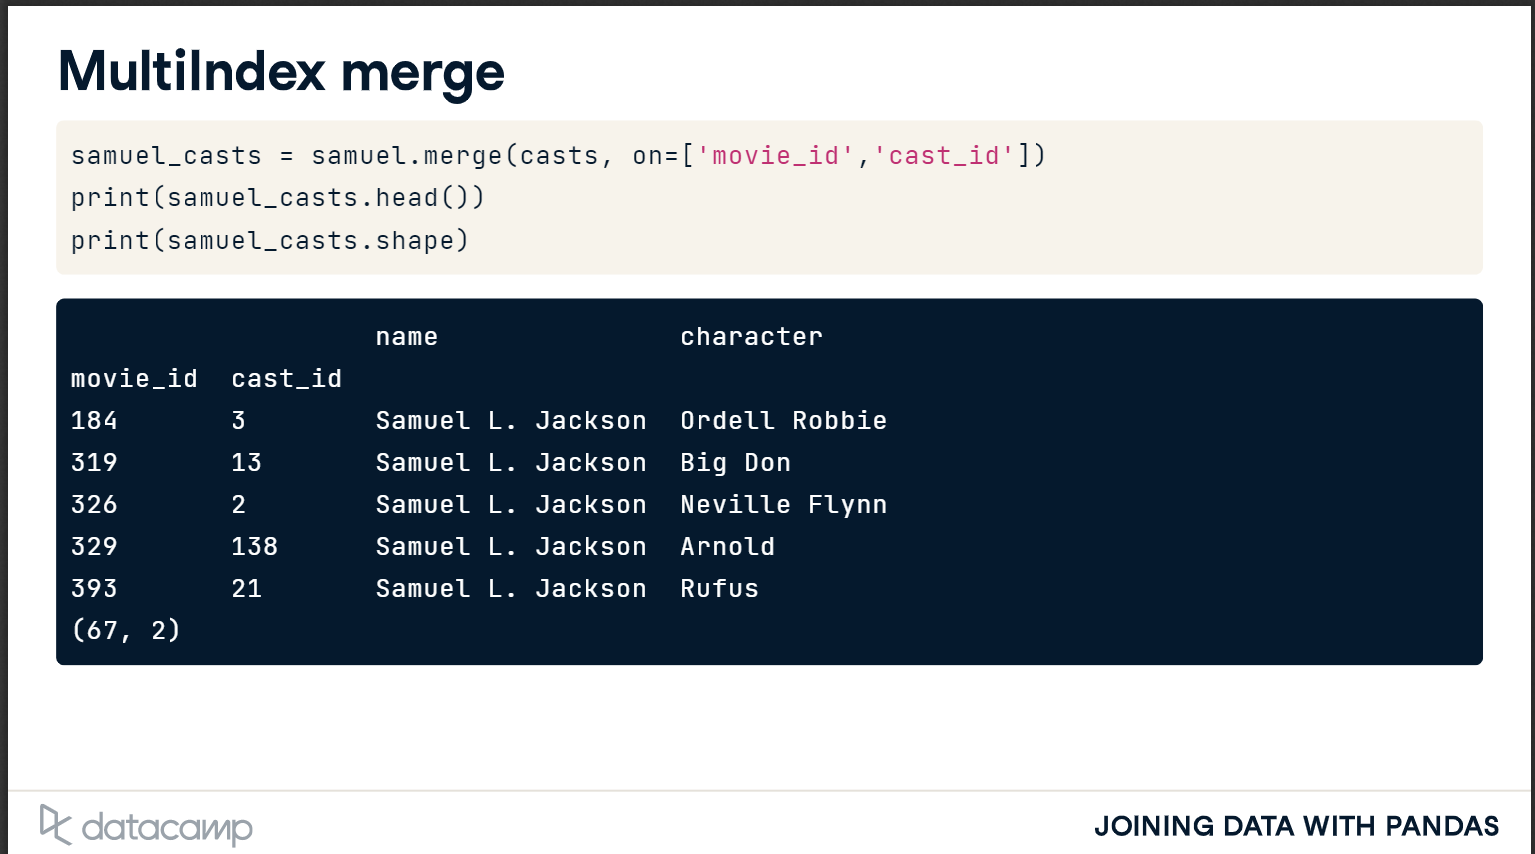 MultiIndex merge
samuel_casts = samuel.merge(casts, on=['movie_id','cast_id'])
print(samuel_casts.head())
print(samuel_casts.shape)
name character
movie_id cast_id
184 3 Samuel L. Jackson Ordell Robbie
319 13 Samuel L. Jackson Big Don
326 2 Samuel L. Jackson Neville Flynn
329 138 Samuel L. Jackson Arnold
393 21 Samuel L. Jackson Rufus
(67, 2)
datacamp
JOINING DATA WITH PANDAS